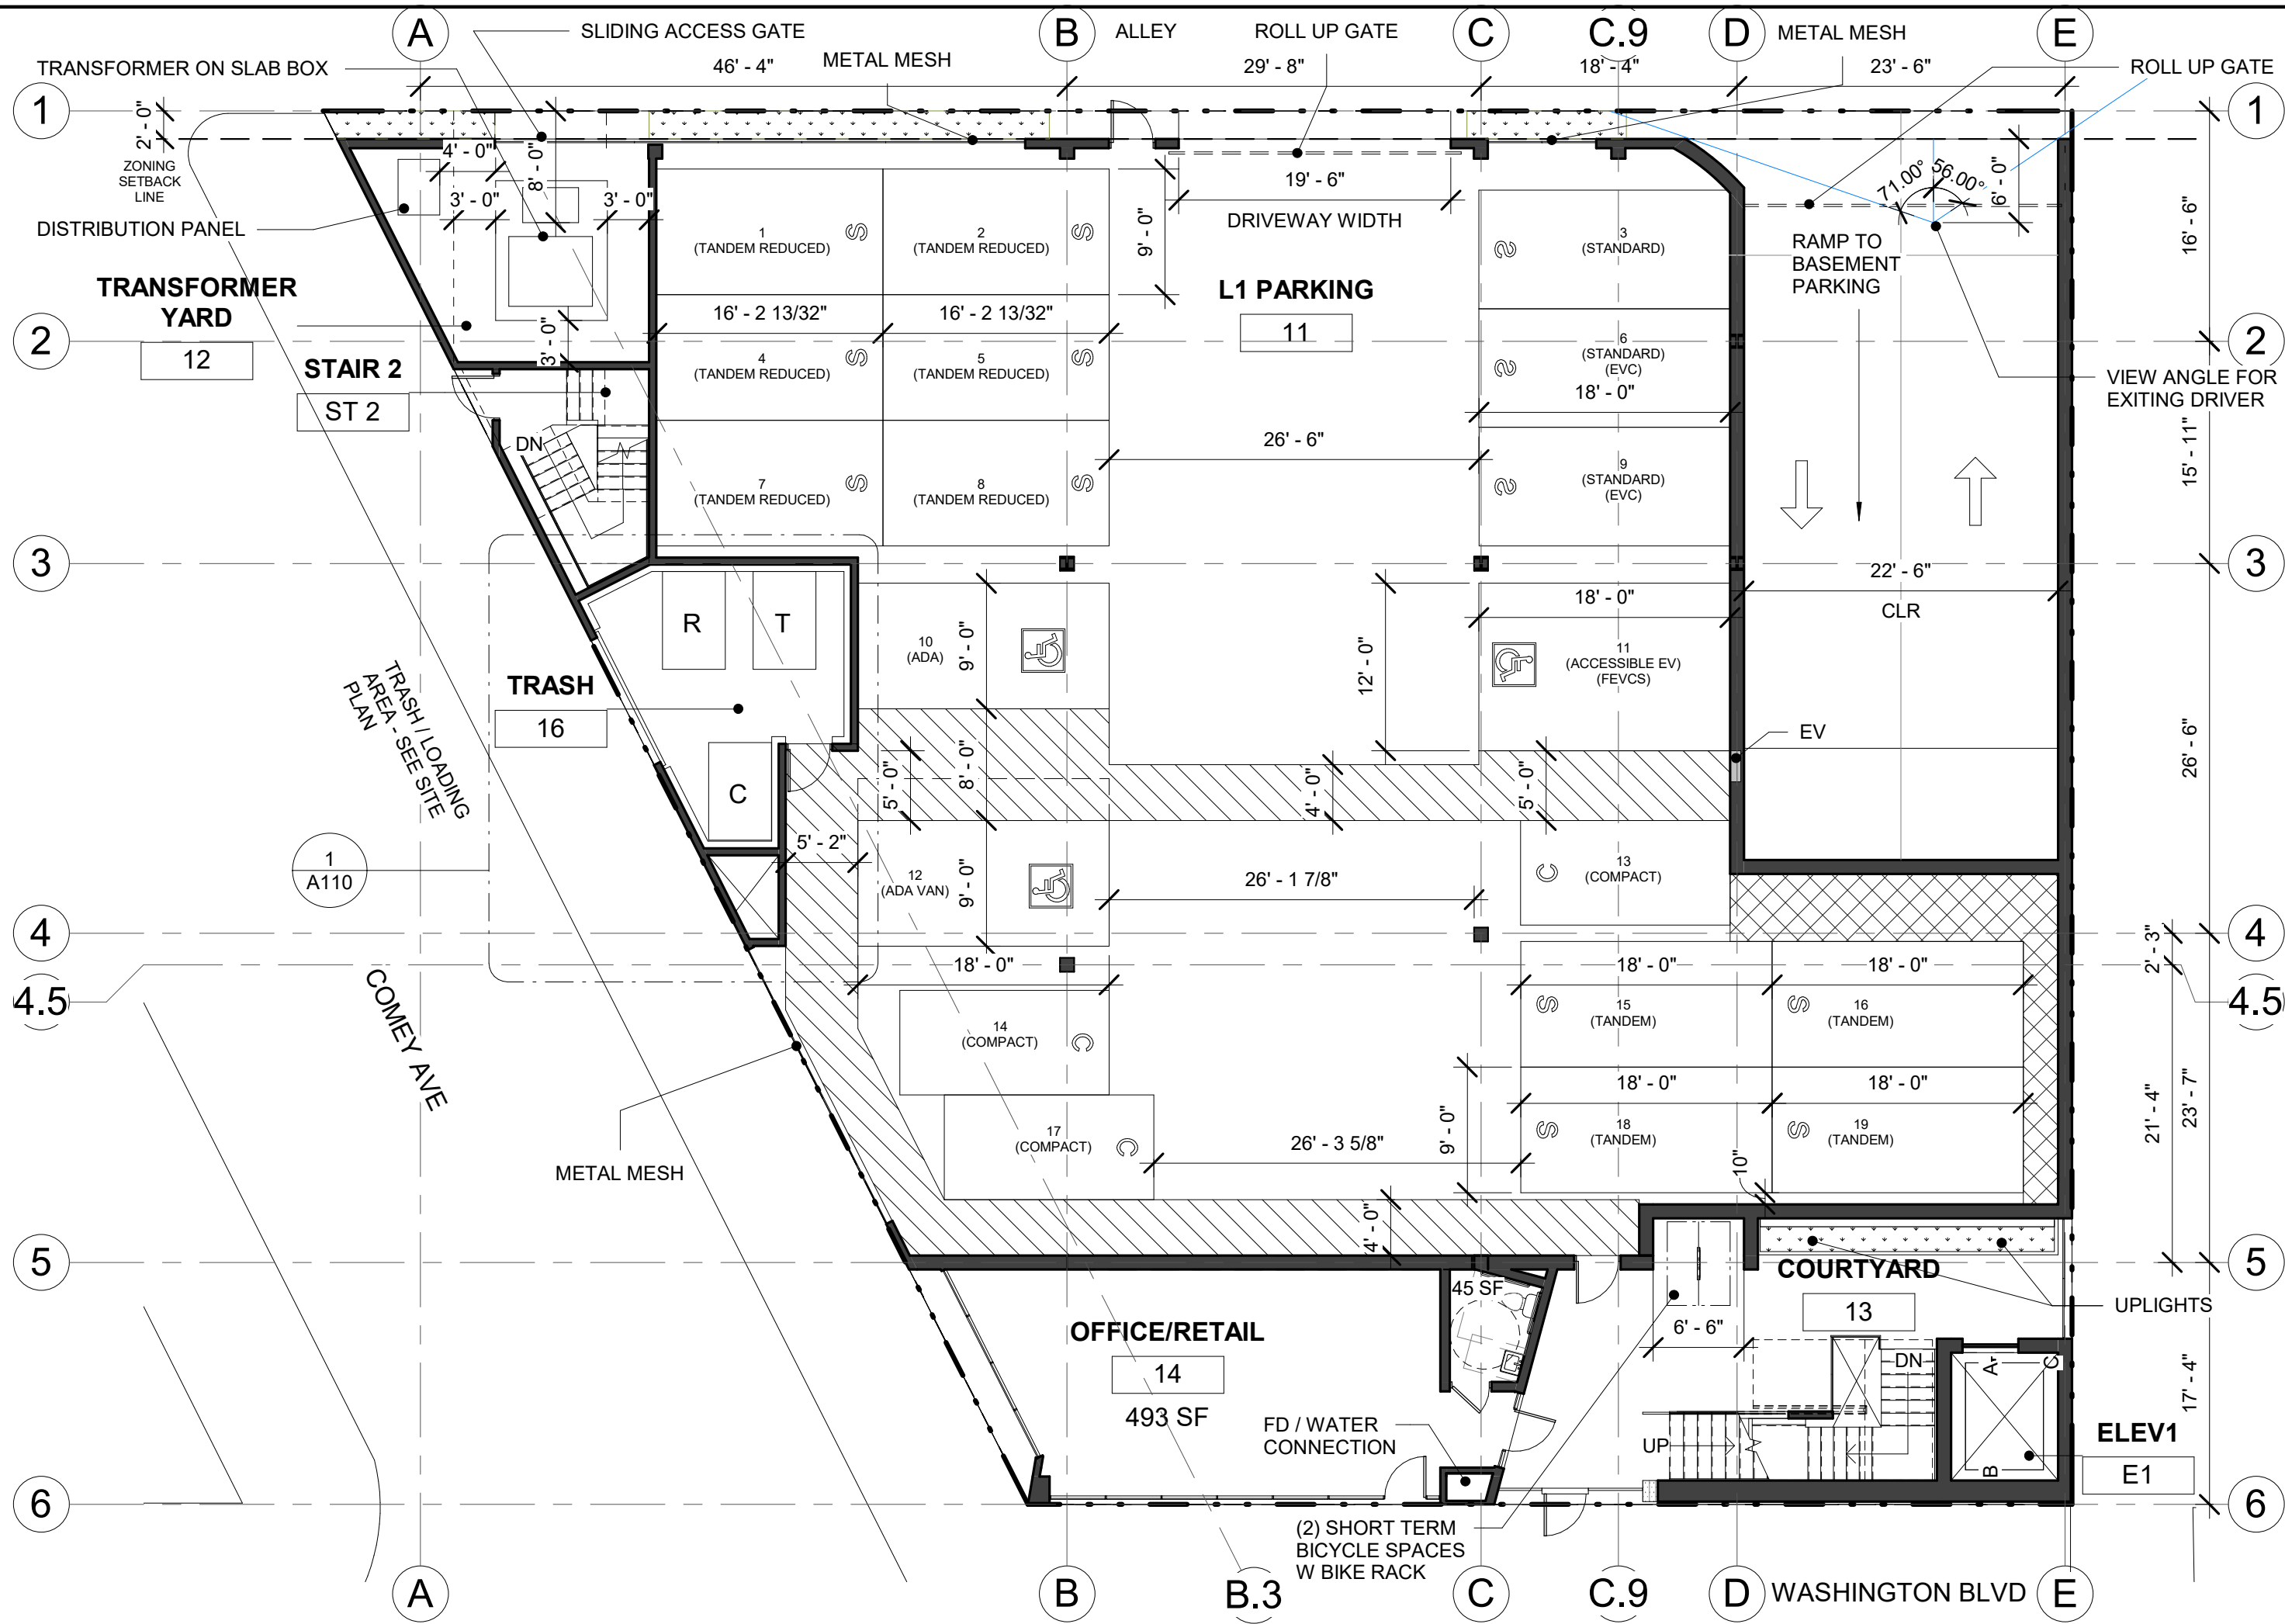 A
SLIDING ACCESS GATE
B
ALLEY
ROLL UP GATE
C
C.9
D
METAL MESH
E
TRANSFORMER ON SLAB BOX
46' - 4"
METAL MESH
29' - 8"
18' - 4"
23' - 6"
ROLL UP GATE
1
1
2' - 0"
ZONING
SETBACK
LINE
4' - 0"
8' - 0"
3' - 0"
3' - 0"
DISTRIBUTION PANEL
19' - 6"
DRIVEWAY WIDTH
9' - 0"
71.00°
56.00°
6' - 0"
16' - 6"
1
(TANDEM REDUCED)
S
2
(TANDEM REDUCED)
S
S
3
(STANDARD)
RAMP TO
BASEMENT
PARKING
TRANSFORMER
YARD
12
L1 PARKING
11
16' - 2 13/32"
16' - 2 13/32"
2
2
3' - 0"
STAIR 2
ST 2
4
(TANDEM REDUCED)
S
5
(TANDEM REDUCED)
S
S
6
(STANDARD)
(EVC)
18' - 0"
VIEW ANGLE FOR
EXITING DRIVER
DN
26' - 6"
15' - 11"
7
(TANDEM REDUCED)
S
8
(TANDEM REDUCED)
S
S
9
(STANDARD)
(EVC)
3
3
22' - 6"
CLR
R
T
10
(ADA)
9' - 0"
12' - 0"
18' - 0"
11
(ACCESSIBLE EV)
(FEVCS)
TRASH
16
TRASH / LOADING
AREA - SEE SITE
PLAN
EV
26' - 6"
C
5' - 0"
8' - 0"
4' - 0"
5' - 0"
1
A110
5' - 2"
12
(ADA VAN)
9' - 0"
26' - 1 7/8"
C
13
(COMPACT)
4
4
2' - 3"
4.5
18' - 0"
18' - 0"
18' - 0"
4.5
COMEY AVE
14
(COMPACT)
C
S
15
(TANDEM)
S
16
(TANDEM)
18' - 0"
18' - 0"
9' - 0"
21' - 4"
23' - 7"
17
(COMPACT)
C
26' - 3 5/8"
S
18
(TANDEM)
S
19
(TANDEM)
METAL MESH
10"
4' - 0"
5
5
45 SF
COURTYARD
13
UPLIGHTS
OFFICE/RETAIL
14
493 SF
6' - 6"
DN
A
C
17' - 4"
FD / WATER
CONNECTION
UP
B
ELEV1
E1
6
6
(2) SHORT TERM
BICYCLE SPACES
W BIKE RACK
A
B
B.3
C
C.9
D
WASHINGTON BLVD
E